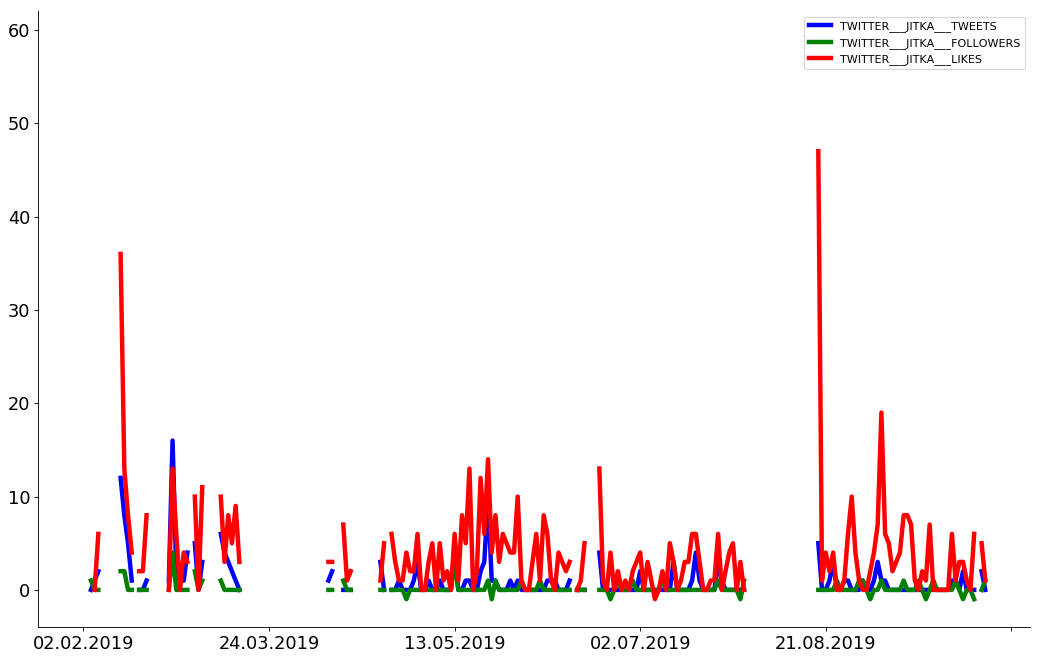 60
TWITTER___JITKA___TWEETS
TWITTER___JITKA___FOLLOWERS
TWITTER___JITKA___LIKES
50
40
30
20
10
0
02.02.2019 24.03.2019 13.05.2019 02.07.2019 21.08.2019